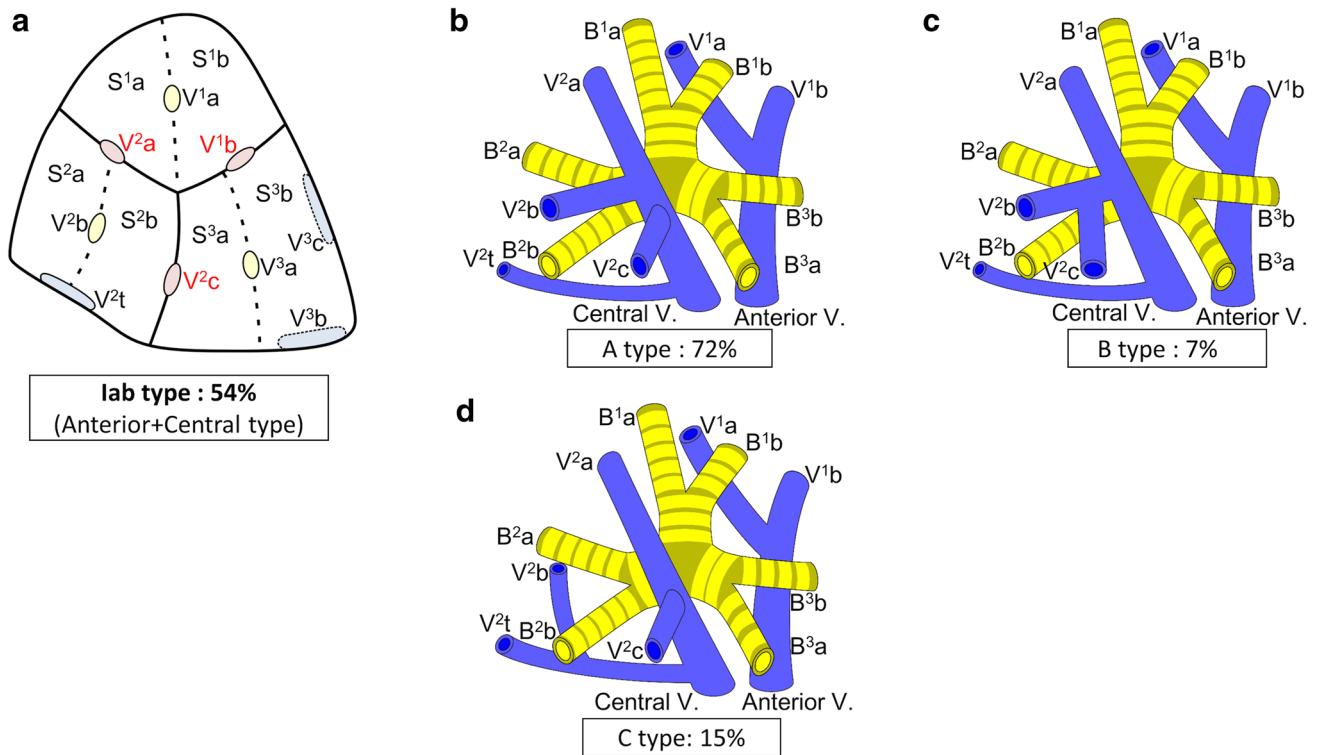 a
S¹a
S¹b
V¹a
V²a
V¹b
S²a
S³b
V²b
S²b
S³a
V³c
V³a
V²c
V²t
V³b
Iab type : 54%
(Anterior+Central type)
b
B¹a
V¹a
B¹b
V²a
V¹b
B²a
V²b
B³b
V²t
B²b
V²c
B³a
Central V.
Anterior V.
A type : 72%
c
B¹a
V¹a
B¹b
V²a
V¹b
B²a
V²b
B³b
V²t
B²b
V²c
B³a
Central V.
Anterior V.
B type : 7%
d
B¹a
V¹a
B¹b
V²a
V¹b
B²a
V²b
B³b
V²t
B²b
V²c
B³a
Central V.
Anterior V.
C type: 15%